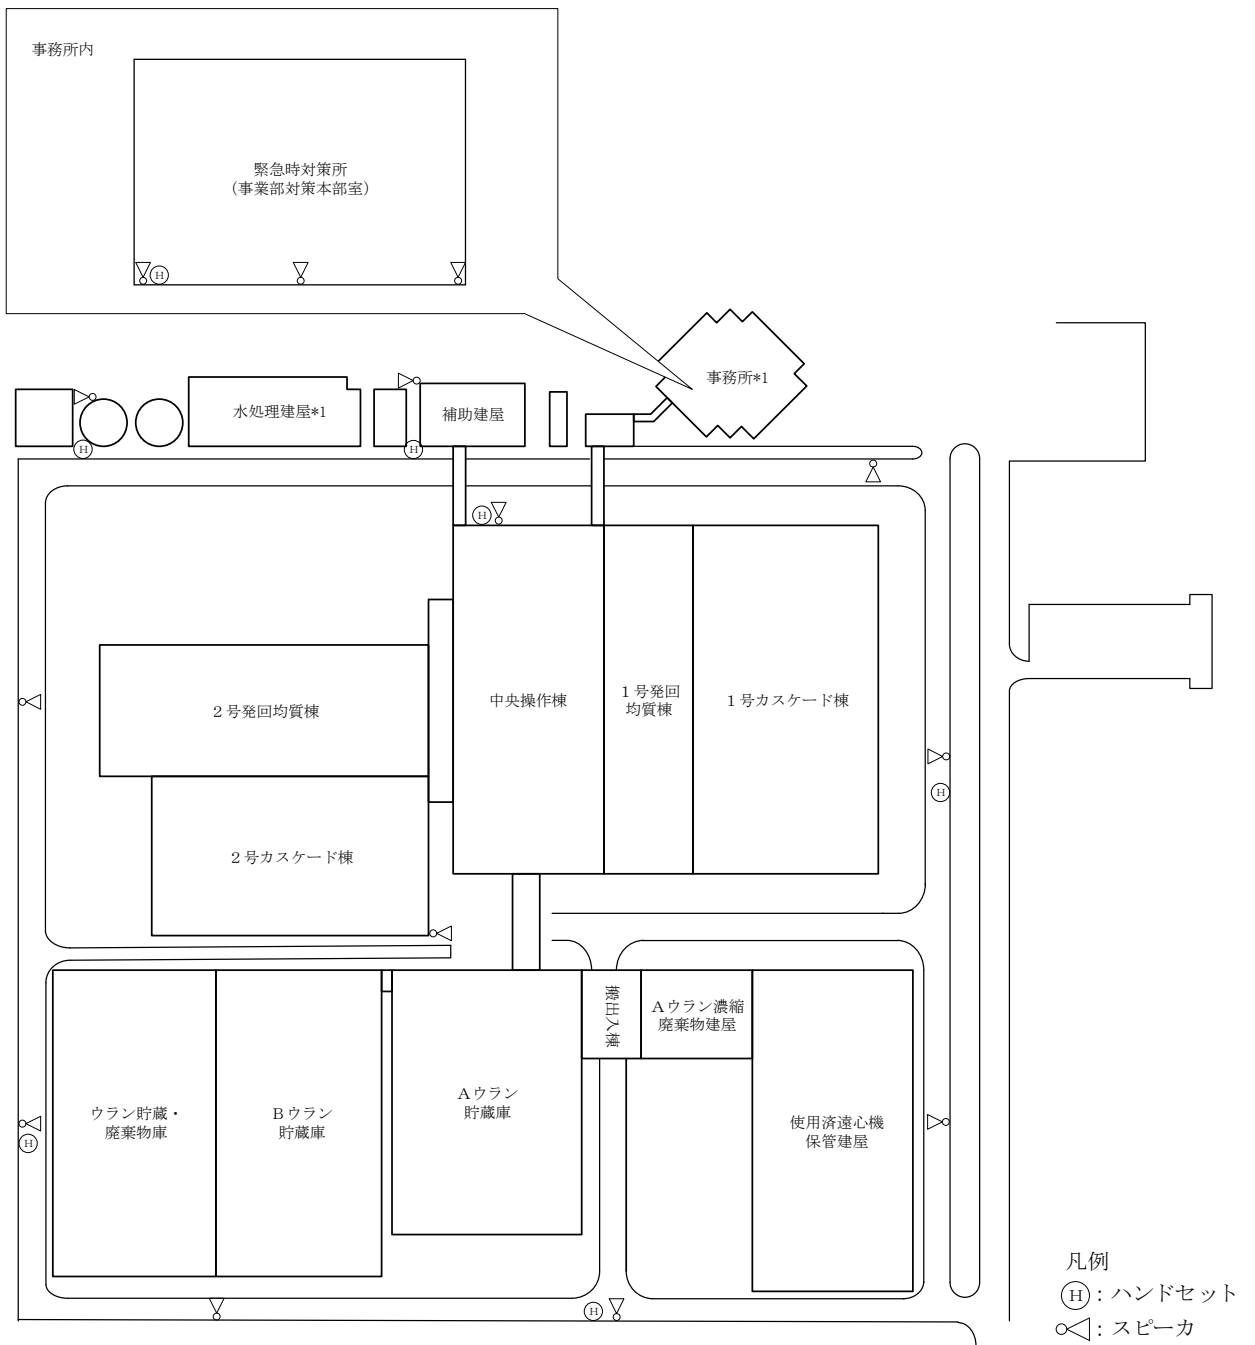 事務所内
緊急時対策所
（事業部対策本部室）
H
事務所*1
水処理建屋*1
補助建屋
H
H
H
中央操作棟
１号発回
均質棟
１号カスケード棟
２号発回均質棟
H
２号カスケード棟
搬出入棟
Aウラン濃縮
廃棄物建屋
Aウラン
貯蔵庫
ウラン貯蔵・
廃棄物庫
Bウラン
貯蔵庫
使用済遠心機
保管建屋
H
H
凡例
H：ハンドセット
：スピーカ